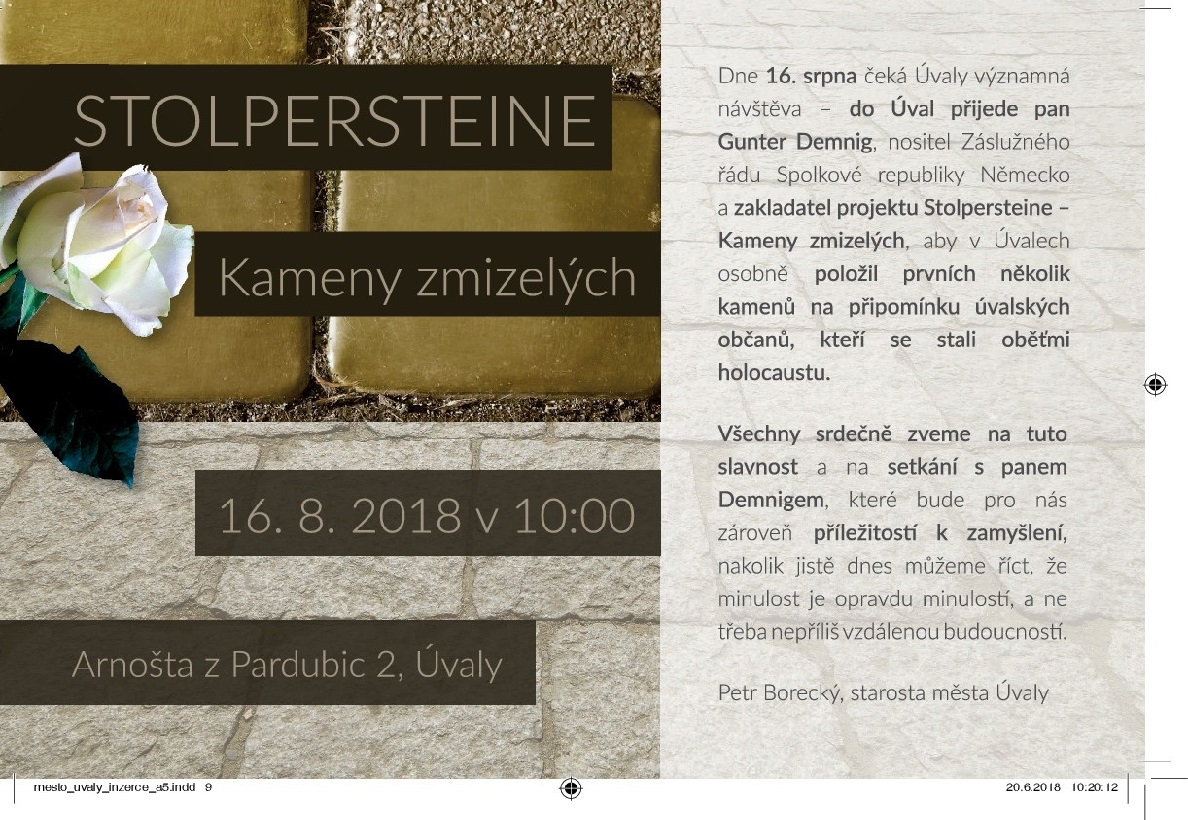 STOLPERSTEINE
Kameny zmizelých
16. 8. 2018 v 10:00
Arnošta z Pardubic 2, Úvaly
Dne 16. srpna čeká Úvaly významná
návštěva – do Úval přijede pan
Gunter Demnig, nositel Záslužného
řádu Spolkové republiky Německo
a zakladatel projektu Stolpersteine –
Kameny zmizelých, aby v Úvalech
osobně položil prvních několik
kamenů na připomínku úvalských
občanů, kteří se stali oběťmi
holocaustu.
Všechny srdečně zveme na tuto
slavnost a na setkání s panem
Demnigem, které bude pro nás
zároveň příležitostí k zamyšlení,
nakolik jistě dnes můžeme říct, že
minulost je opravdu minulostí, a ne
třeba nepříliš vzdálenou budoucností.
Petr Borecký, starosta města Úvaly
mesto_uvaly_inzerce_a5.indd 9
20.6.2018 10:20:12